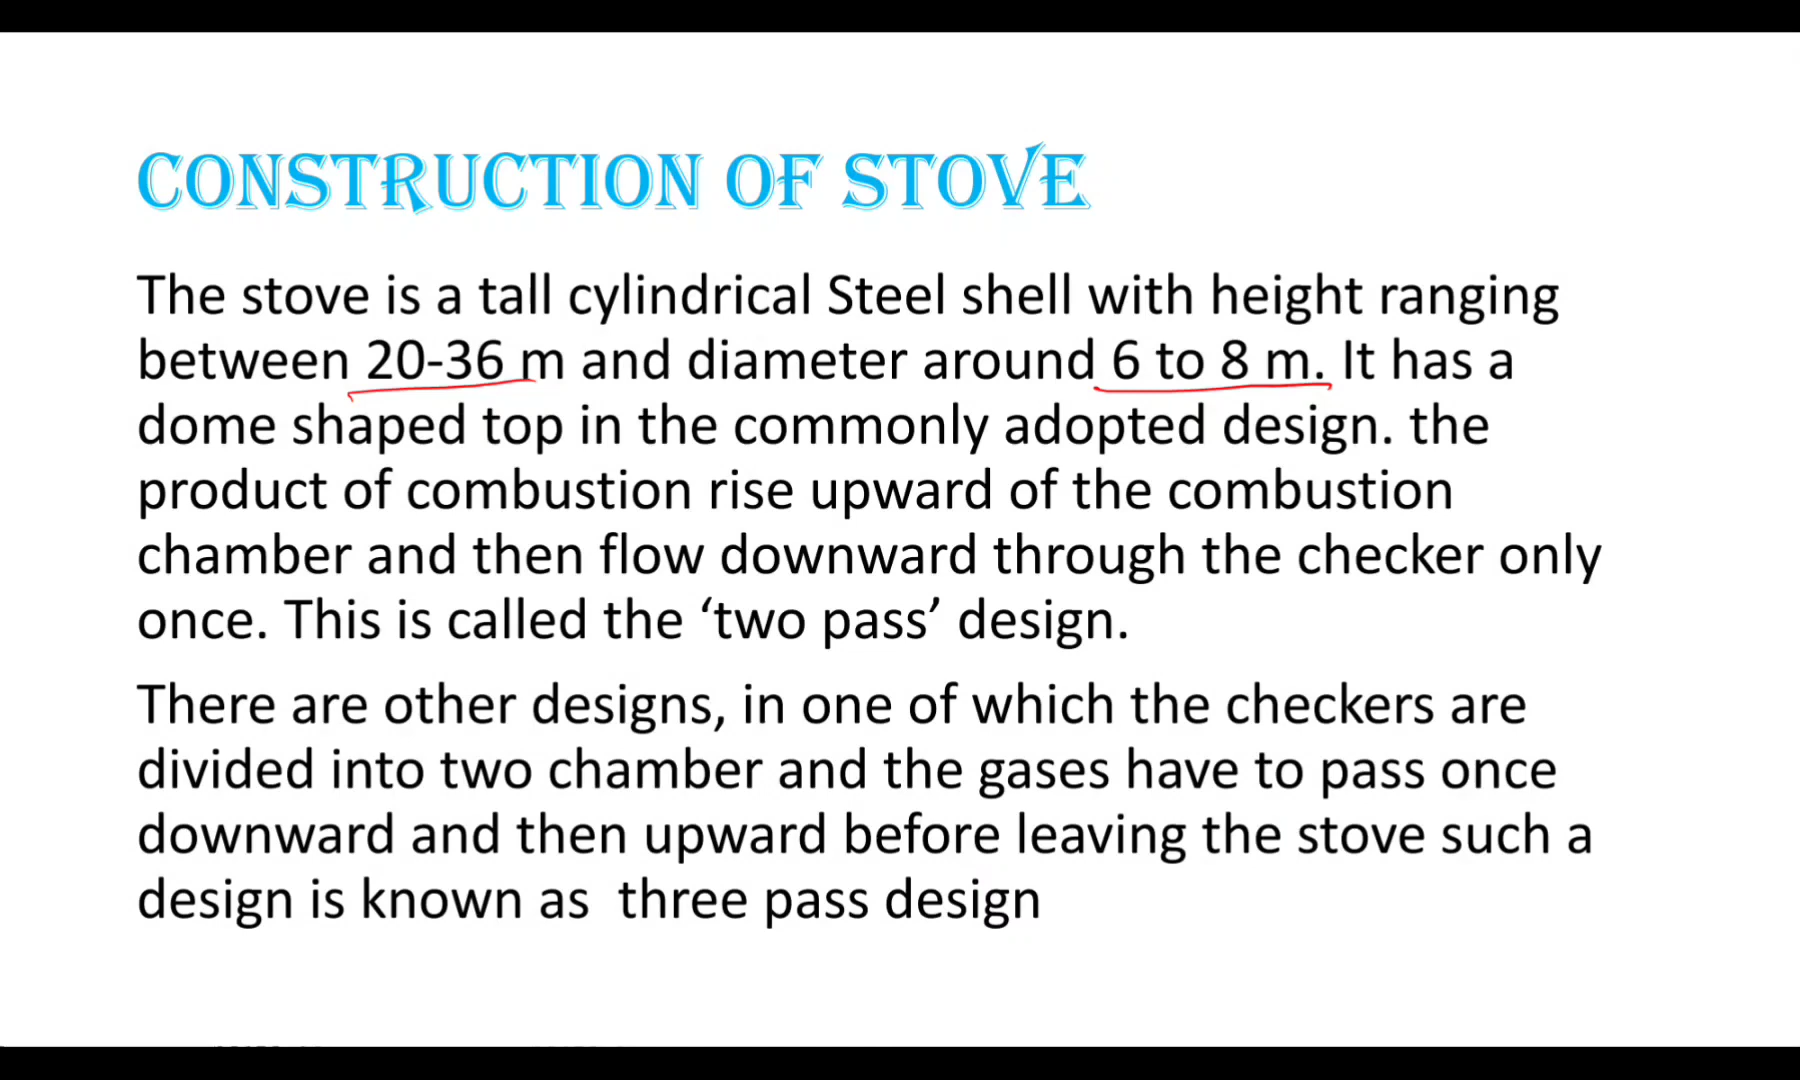 CONSTRUCTION OF STOVE
The stove is a tall cylindrical Steel shell with height ranging
between 20-36 m and diameter around 6 to 8 m. It has a
dome shaped top in the commonly adopted design. the
product of combustion rise upward of the combustion
chamber and then flow downward through the checker only
once. This is called the ‘two pass’ design.
There are other designs, in one of which the checkers are
divided into two chamber and the gases have to pass once
downward and then upward before leaving the stove such a
design is known as  three pass design